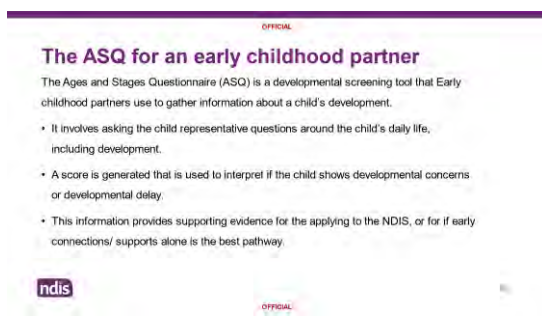 OFFICIAL
The ASQ for an early childhood partner
The Ages and Stages Questionnaire (ASQ) is a developmental screening tool that Early
childhood partners use to gather information about a child's development.
• It involves asking the child representative questions around the child's daily life,
including development.
• A score is generated that is used to interpret if the child shows developmental concerns
or developmental delay.
• This information provides supporting evidence for the applying to the NDIS, or for if early
connections/ supports alone is the best pathway.
ndis
OFFICIAL